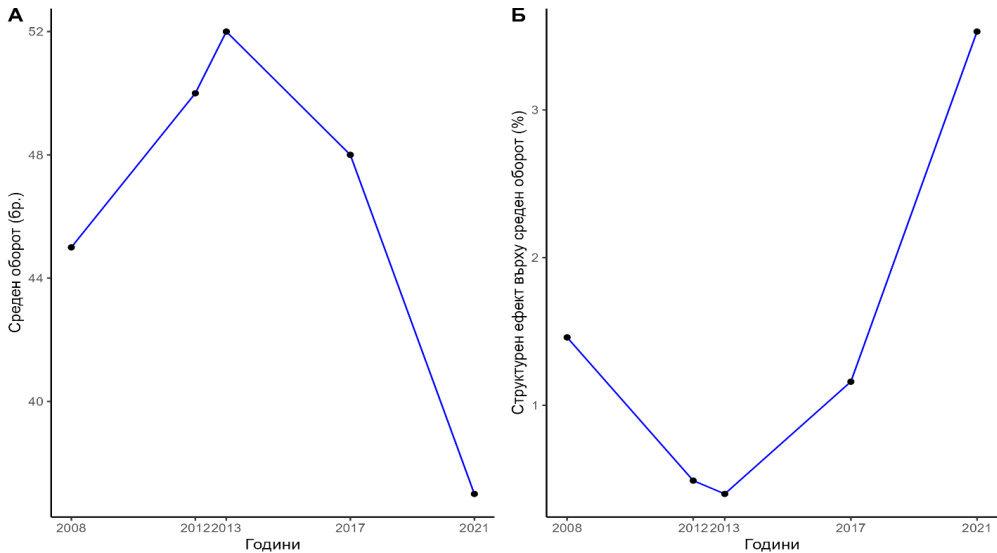 А
Среден оборот (бр.)
52
48
44
40
2008
2012
2013
2017
2021
Години
Б
Структурен ефект върху среден оборот (%)
3
2
1
2008
2012
2013
2017
2021
Години